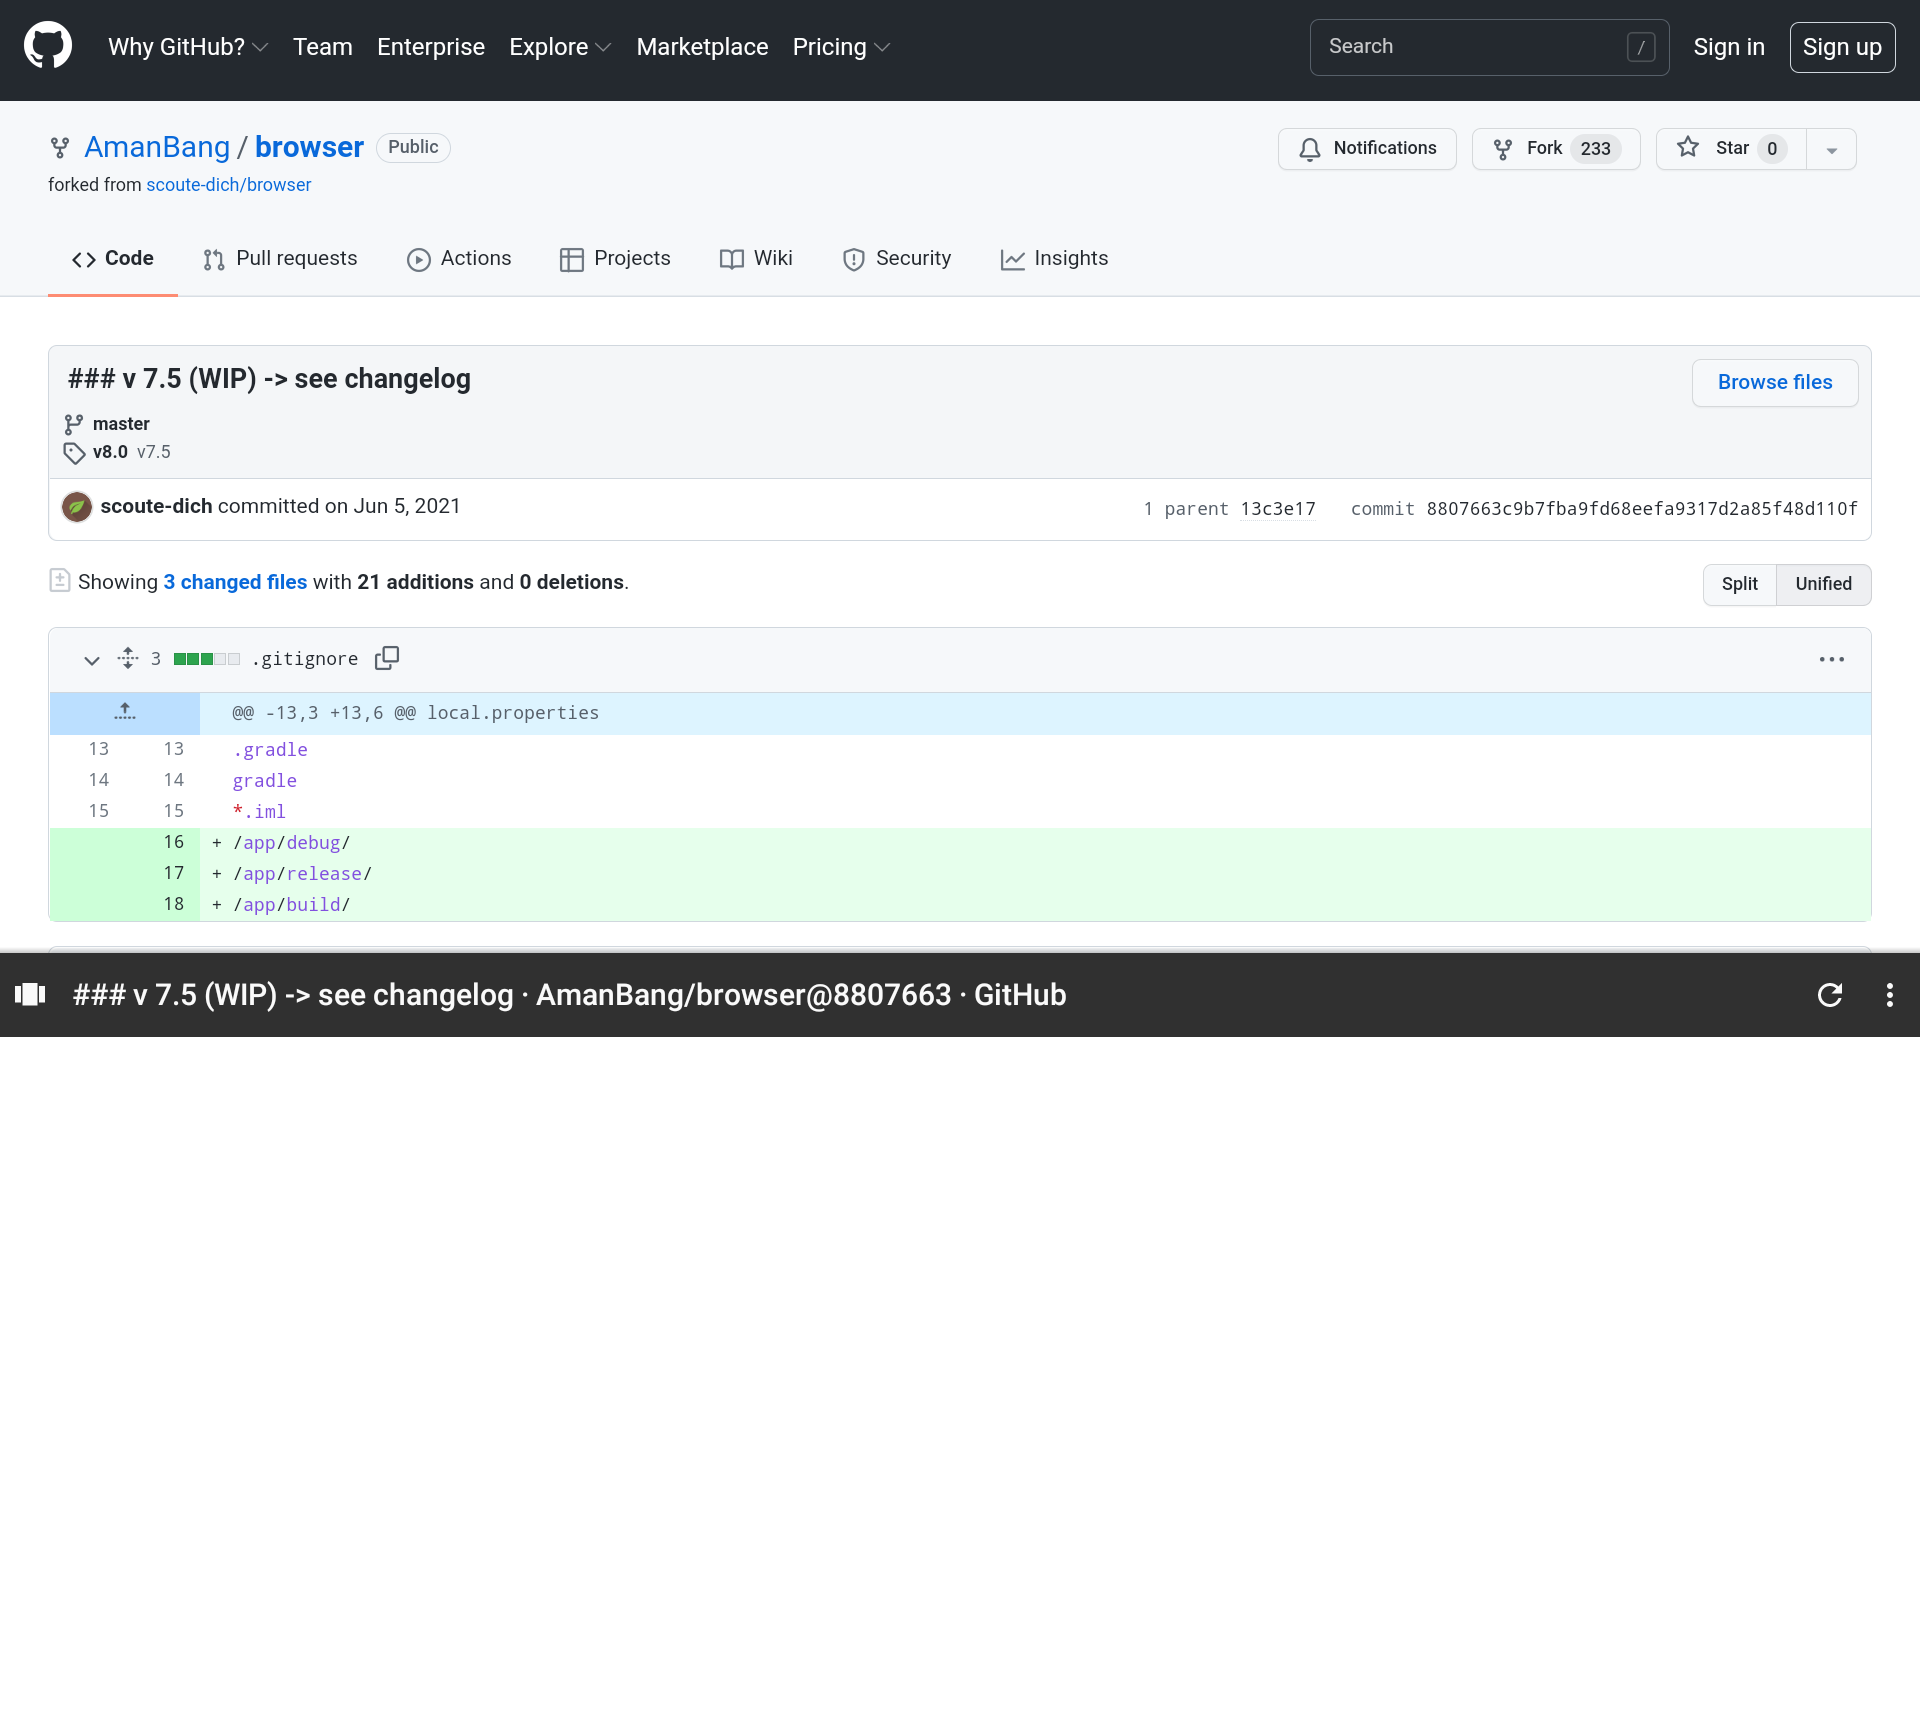 Why GitHub? Team Enterprise Explore Marketplace Pricing Search / Sign in Sign up
AmanBang / browser Public Notifications Fork 233 Star 0
forked from scoute-dich/browser
Code Pull requests Actions Projects Wiki Security Insights
### v 7.5 (WIP) -> see changelog Browse files
master
v8.0 v7.5
scoute-dich committed on Jun 5, 2021 1 parent 13c3e17 commit 8807663c9b7fba9fd68eefa9317d2a85f48d110f
Showing 3 changed files with 21 additions and 0 deletions. Split Unified
3 .gitignore
@@ -13,3 +13,6 @@ local.properties
13 13 .gradle
14 14 gradle
15 15 *.iml
16 + /app/debug/
17 + /app/release/
18 + /app/build/
### v 7.5 (WIP) -> see changelog · AmanBang/browser@8807663 · GitHub